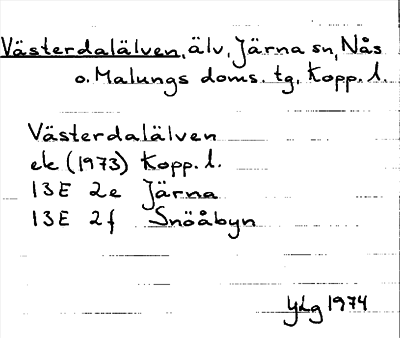 Västerdalälven, älv, Järna sn, Nås
o. Malungs doms. tg, Kopp. l.
Västerdalälven
ek (1973) Kopp. l.
13E 2e Järna
13E 2f Snöåbyn
YLg 1974